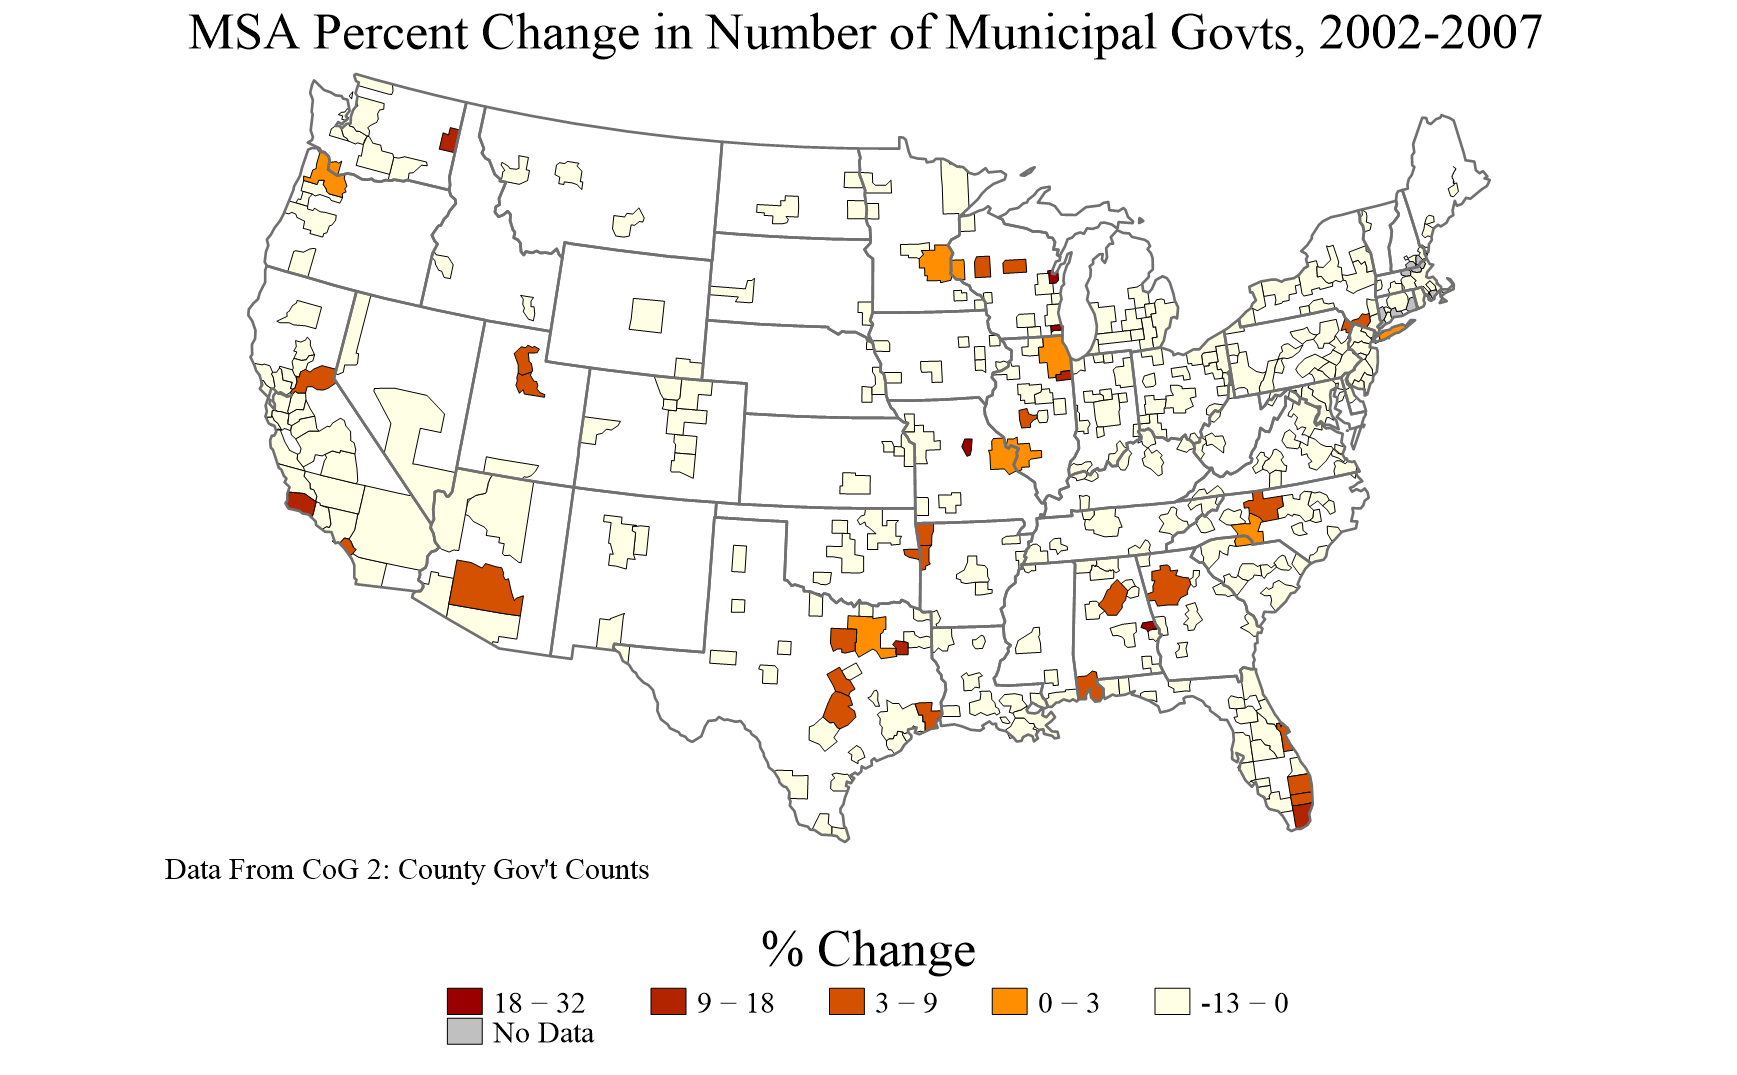 MSA Percent Change in Number of Municipal Govts, 2002-2007
Data From CoG 2: County Gov't Counts
% Change
18 – 32 9 – 18 3 – 9 0 – 3 -13 – 0
No Data